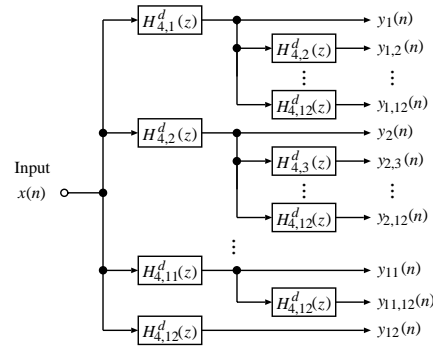 H^d_{4,1}(z) y_1(n)
H^d_{4,2}(z) y_{1,2}(n)
⋮ ⋮
H^d_{4,12}(z) y_{1,12}(n)
H^d_{4,2}(z) y_2(n)
H^d_{4,3}(z) y_{2,3}(n)
Input
x(n)
⋮ ⋮
H^d_{4,12}(z) y_{2,12}(n)
⋮
H^d_{4,11}(z) y_{11}(n)
H^d_{4,12}(z) y_{11,12}(n)
H^d_{4,12}(z) y_{12}(n)